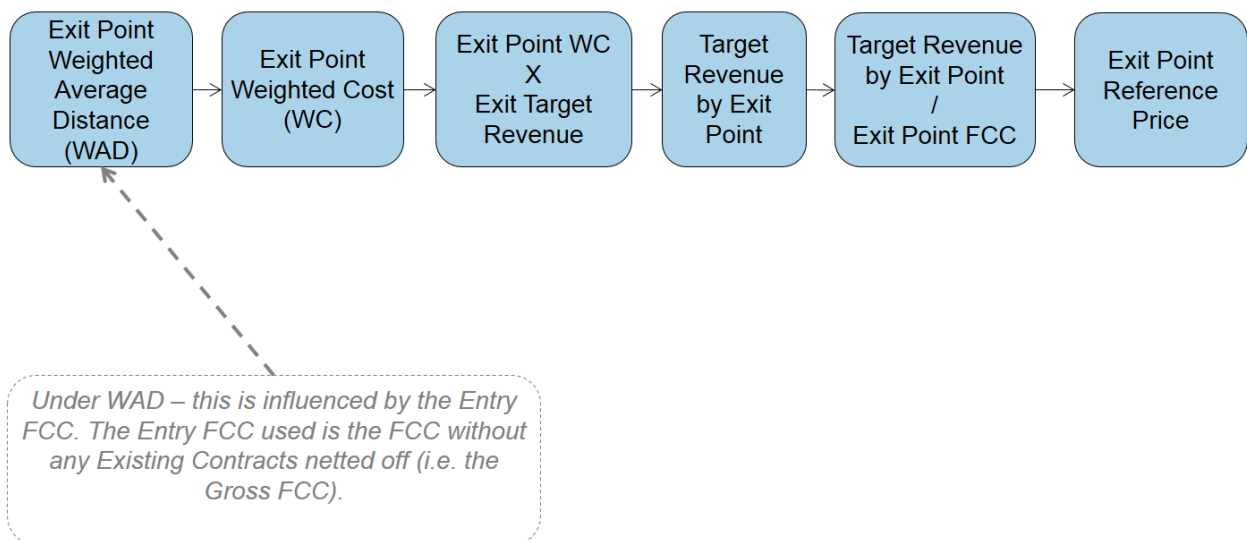 Exit Point
Weighted
Average
Distance
(WAD)
Exit Point
Weighted Cost
(WC)
Exit Point WC
X
Exit Target
Revenue
Target
Revenue
by Exit
Point
Target Revenue
by Exit Point
/
Exit Point FCC
Exit Point
Reference
Price
Under WAD – this is influenced by the Entry
FCC. The Entry FCC used is the FCC without
any Existing Contracts netted off (i.e. the
Gross FCC).